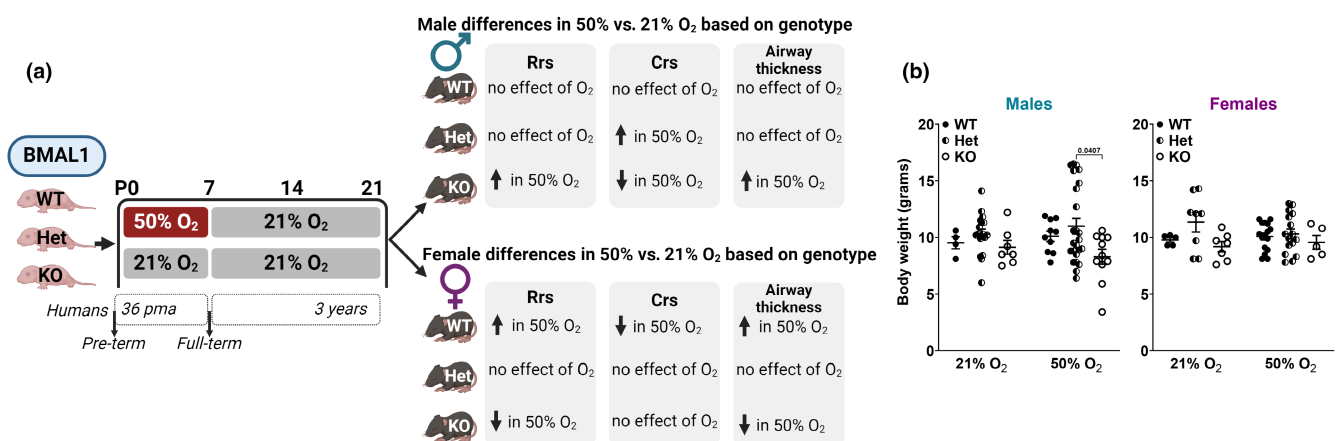 (a)
BMAL1
WT
Het
KO
P0 7 14 21
50% O₂ 21% O₂
21% O₂ 21% O₂
Humans 36 pma 3 years
Pre-term Full-term
Male differences in 50% vs. 21% O₂ based on genotype
Rrs Crs Airway
thickness
WT no effect of O₂ no effect of O₂ no effect of O₂
Het no effect of O₂ ↑ in 50% O₂ no effect of O₂
KO ↑ in 50% O₂ ↓ in 50% O₂ ↑ in 50% O₂
Female differences in 50% vs. 21% O₂ based on genotype
Rrs Crs Airway
thickness
WT ↑ in 50% O₂ ↓ in 50% O₂ ↑ in 50% O₂
Het no effect of O₂ no effect of O₂ no effect of O₂
KO ↓ in 50% O₂ no effect of O₂ ↓ in 50% O₂
(b)
Males
Body weight (grams)
20
15
10
5
0
WT
Het
KO
0.0407
21% O₂ 50% O₂
Females
20
15
10
5
0
WT
Het
KO
21% O₂ 50% O₂